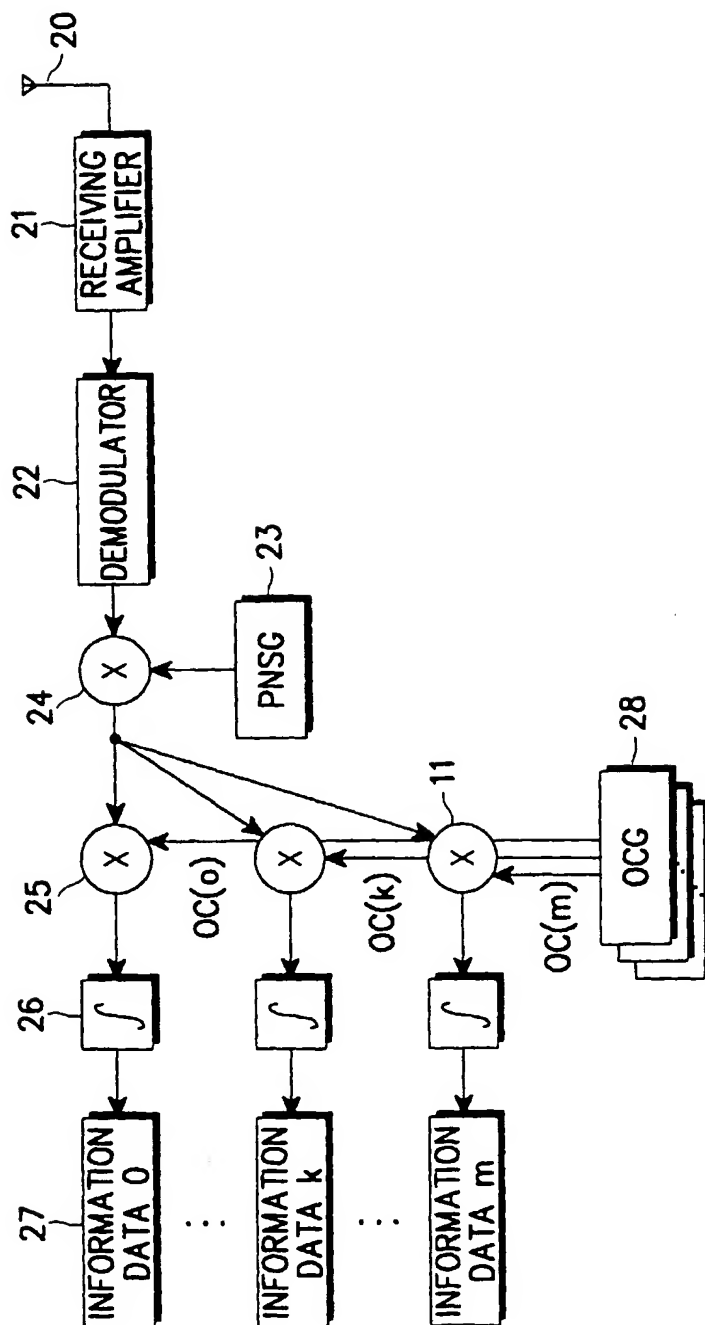 20
21
RECEIVING
AMPLIFIER
22
DEMODULATOR
23
PNSG
24
X
25
X
OC(o)
X
OC(k)
11
X
OC(m)
28
OCG
26
∫
∫
∫
27
INFORMATION
DATA 0
...
INFORMATION
DATA k
...
INFORMATION
DATA m